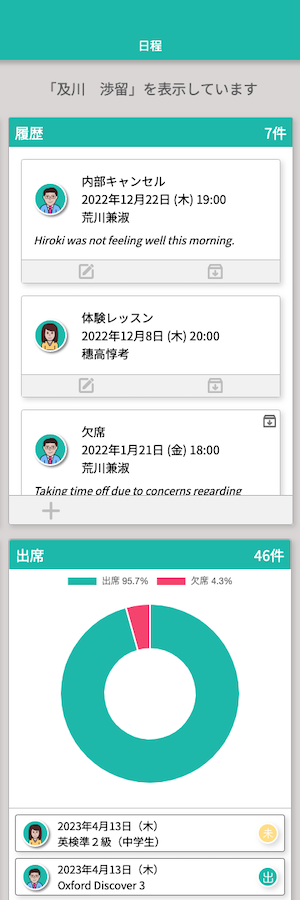 日程
「及川　渉留」を表示しています
履歴 7件
内部キャンセル
2022年12月22日 (木) 19:00
荒川兼淑
Hiroki was not feeling well this morning.
体験レッスン
2022年12月8日 (木) 20:00
穂高惇考
欠席
2022年1月21日 (金) 18:00
荒川兼淑
Taking time off due to concerns regarding
出席 46件
出席 95.7% 欠席 4.3%
2023年4月13日（木）
英検準２級（中学生）
未
2023年4月13日（木）
Oxford Discover 3
出